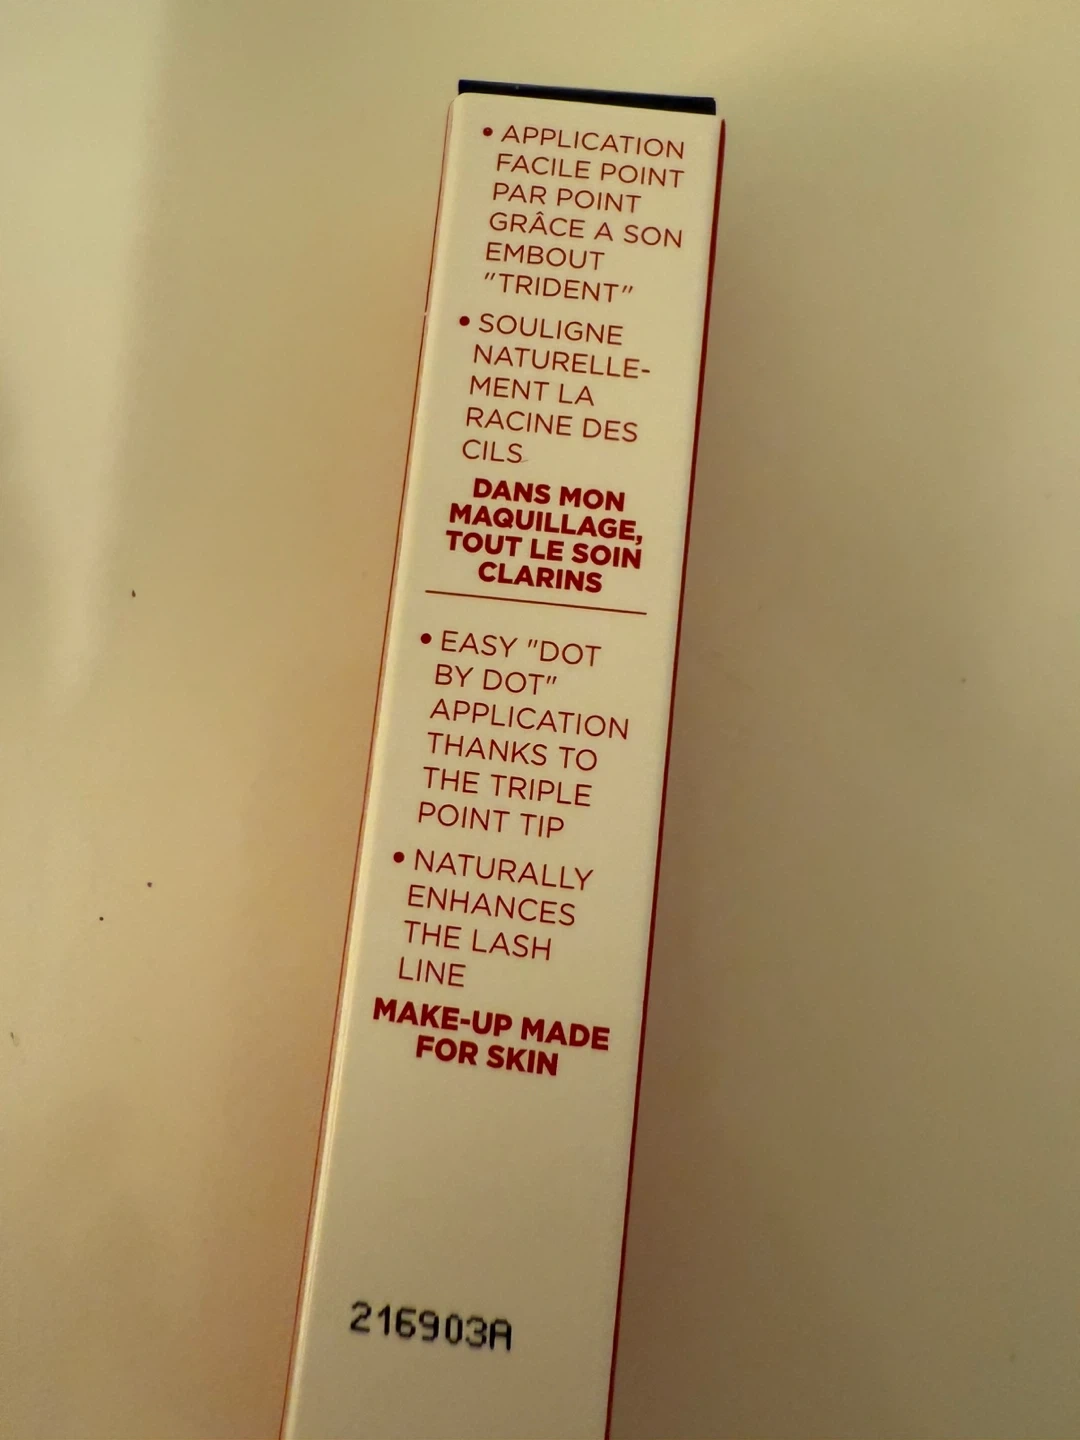 • APPLICATION
FACILE POINT
PAR POINT
GRÂCE A SON
EMBOUT
"TRIDENT"
• SOULIGNE
NATURELLE-
MENT LA
RACINE DES
CILS
DANS MON
MAQUILLAGE,
TOUT LE SOIN
CLARINS
• EASY "DOT
BY DOT"
APPLICATION
THANKS TO
THE TRIPLE
POINT TIP
• NATURALLY
ENHANCES
THE LASH
LINE
MAKE-UP MADE
FOR SKIN
216903A